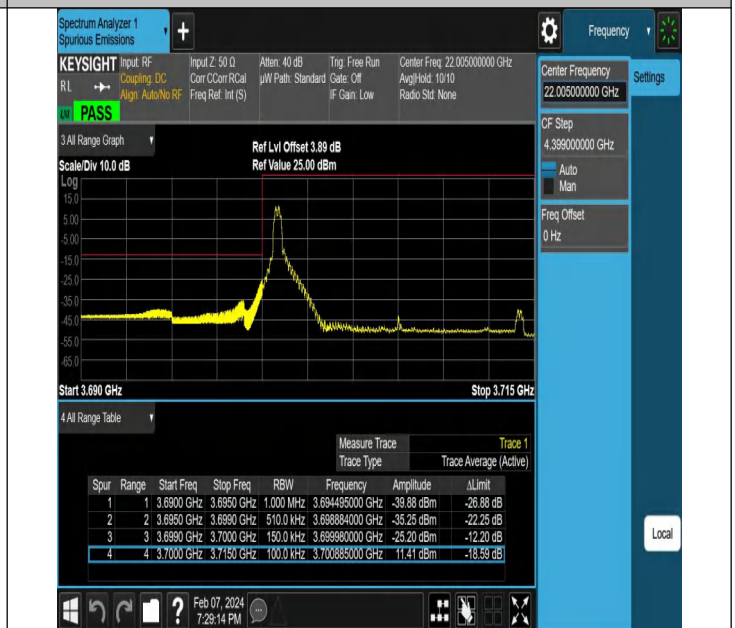 Spectrum Analyzer 1
Spurious Emissions
+
Frequency
KEYSIGHT Input: RF Input Z: 50 Ω Atten: 40 dB Trig: Free Run Center Freq: 22.005000000 GHz
RL Coupling: DC Corr CCorr RCal µW Path: Standard Gate: Off Avg|Hold: 10/10
Align: Auto/No RF Freq Ref: Int (S) IF Gain: Low Radio Std: None
LNI PASS
Center Frequency
22.005000000 GHz
Settings
CF Step
4.399000000 GHz
Auto
Man
Freq Offset
0 Hz
Local
3 All Range Graph
Ref Lvl Offset 3.89 dB
Scale/Div 10.0 dB Ref Value 25.00 dBm
Log
15.0
5.00
-5.00
-15.0
-25.0
-35.0
-45.0
-55.0
-65.0
Start 3.690 GHz Stop 3.715 GHz
4 All Range Table
Measure Trace Trace 1
Trace Type Trace Average (Active)
Spur Range Start Freq Stop Freq RBW Frequency Amplitude ΔLimit
1 1 3.6900 GHz 3.6950 GHz 1.000 MHz 3.694495000 GHz -39.88 dBm -26.88 dB
2 2 3.6950 GHz 3.6990 GHz 510.0 kHz 3.698884000 GHz -35.25 dBm -22.25 dB
3 3 3.6990 GHz 3.7000 GHz 150.0 kHz 3.699980000 GHz -25.20 dBm -12.20 dB
4 4 3.7000 GHz 3.7150 GHz 100.0 kHz 3.700885000 GHz 11.41 dBm -18.59 dB
?
Feb 07, 2024
7:29:14 PM